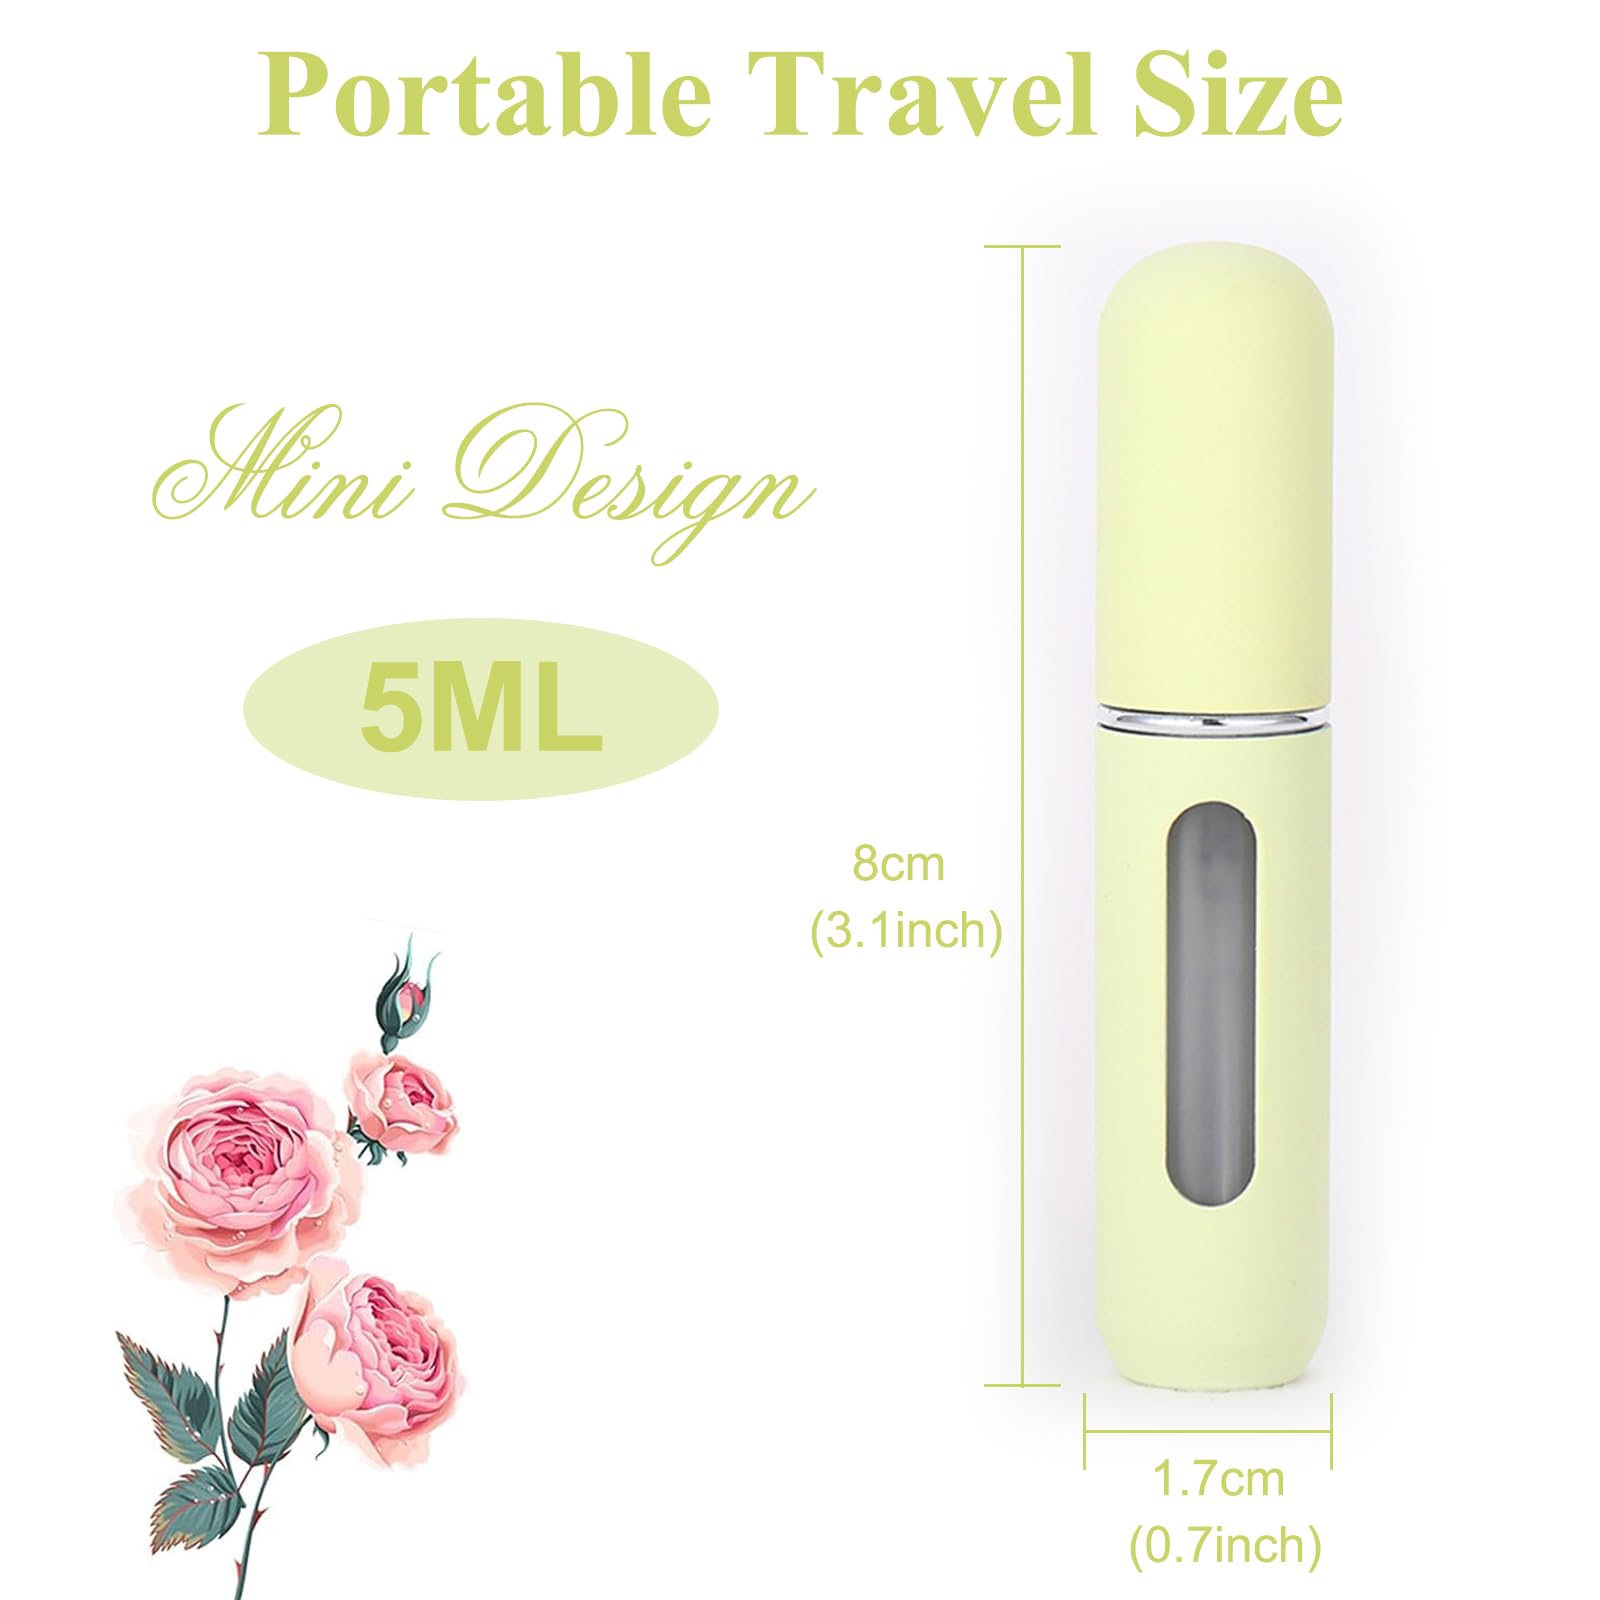 Portable Travel Size
Mini Design
5ML
8cm
(3.1inch)
1.7cm
(0.7inch)